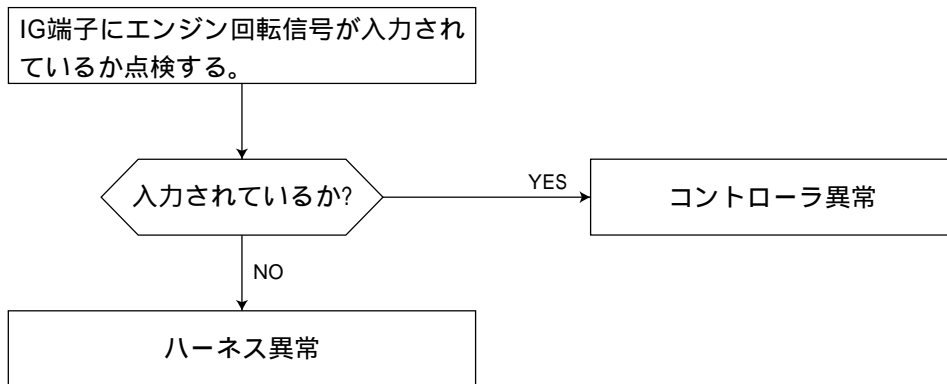 IG端子にエンジン回転信号が入力され
ているか点検する。
入力されているか?
YES
コントローラ異常
NO
ハーネス異常